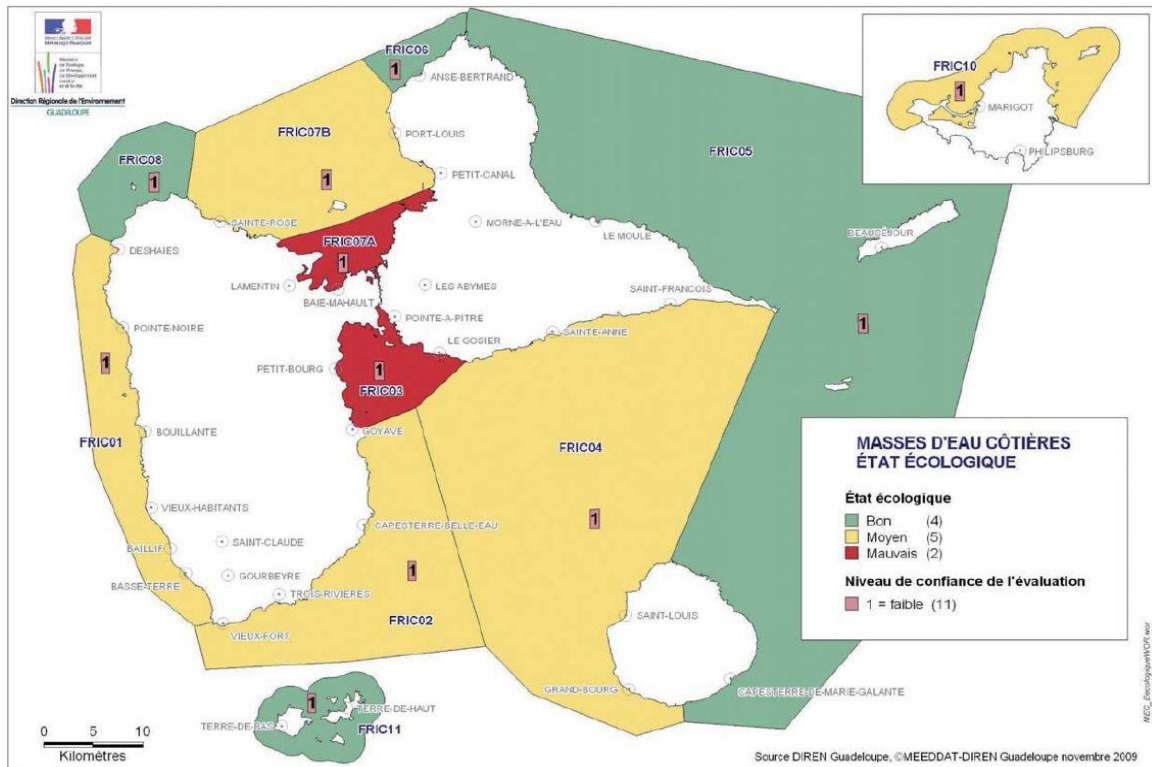 RÉPUBLIQUE FRANÇAISE
Direction Régionale de l'Environnement
GUADELOUPE
FRIC06
1
ANSE-BERTRAND
FRIC10
1
MARIGOT
PHILIPSBURG
FRIC07B
1
PORT-LOUIS
FRIC05
FRIC08
1
PETIT-CANAL
SAINTE-ROSE
MORNE-A-L'EAU
LE MOULE
BEAUSEJOUR
DESHAIES
FRIC07A
1
LAMENTIN
BAIE-MAHAULT
LES ABYMES
SAINT-FRANCOIS
POINTE-NOIRE
POINTE-A-PITRE
SAINTE-ANNE
1
LE GOSIER
1
PETIT-BOURG
1
FRIC03
FRIC01
BOUILLANTE
GOYAVE
FRIC04
VIEUX-HABITANTS
CAPESTERRE-BELLE-EAU
1
BAILLIF
SAINT-CLAUDE
BASSE-TERRE
GOURBEYRE
1
TROIS-RIVIÈRES
FRIC02
VIEUX-FORT
SAINT-LOUIS
GRAND-BOURG
CAPESTERRE-DE-MARIE-GALANTE
1
TERRE-DE-HAUT
TERRE-DE-BAS
FRIC11
MASSES D'EAU CÔTIÈRES
ÉTAT ÉCOLOGIQUE
État écologique
Bon (4)
Moyen (5)
Mauvais (2)
Niveau de confiance de l'évaluation
1 = faible (11)
0 5 10
Kilomètres
Source DIREN Guadeloupe, ©MEEDDAT-DIREN Guadeloupe novembre 2009